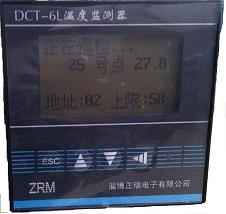 DCT-6L温度监测器
正在巡检...
25 号点 27.8
地址:02 上限:50
ESC
ZRM 淄博正瑞电子有限公司